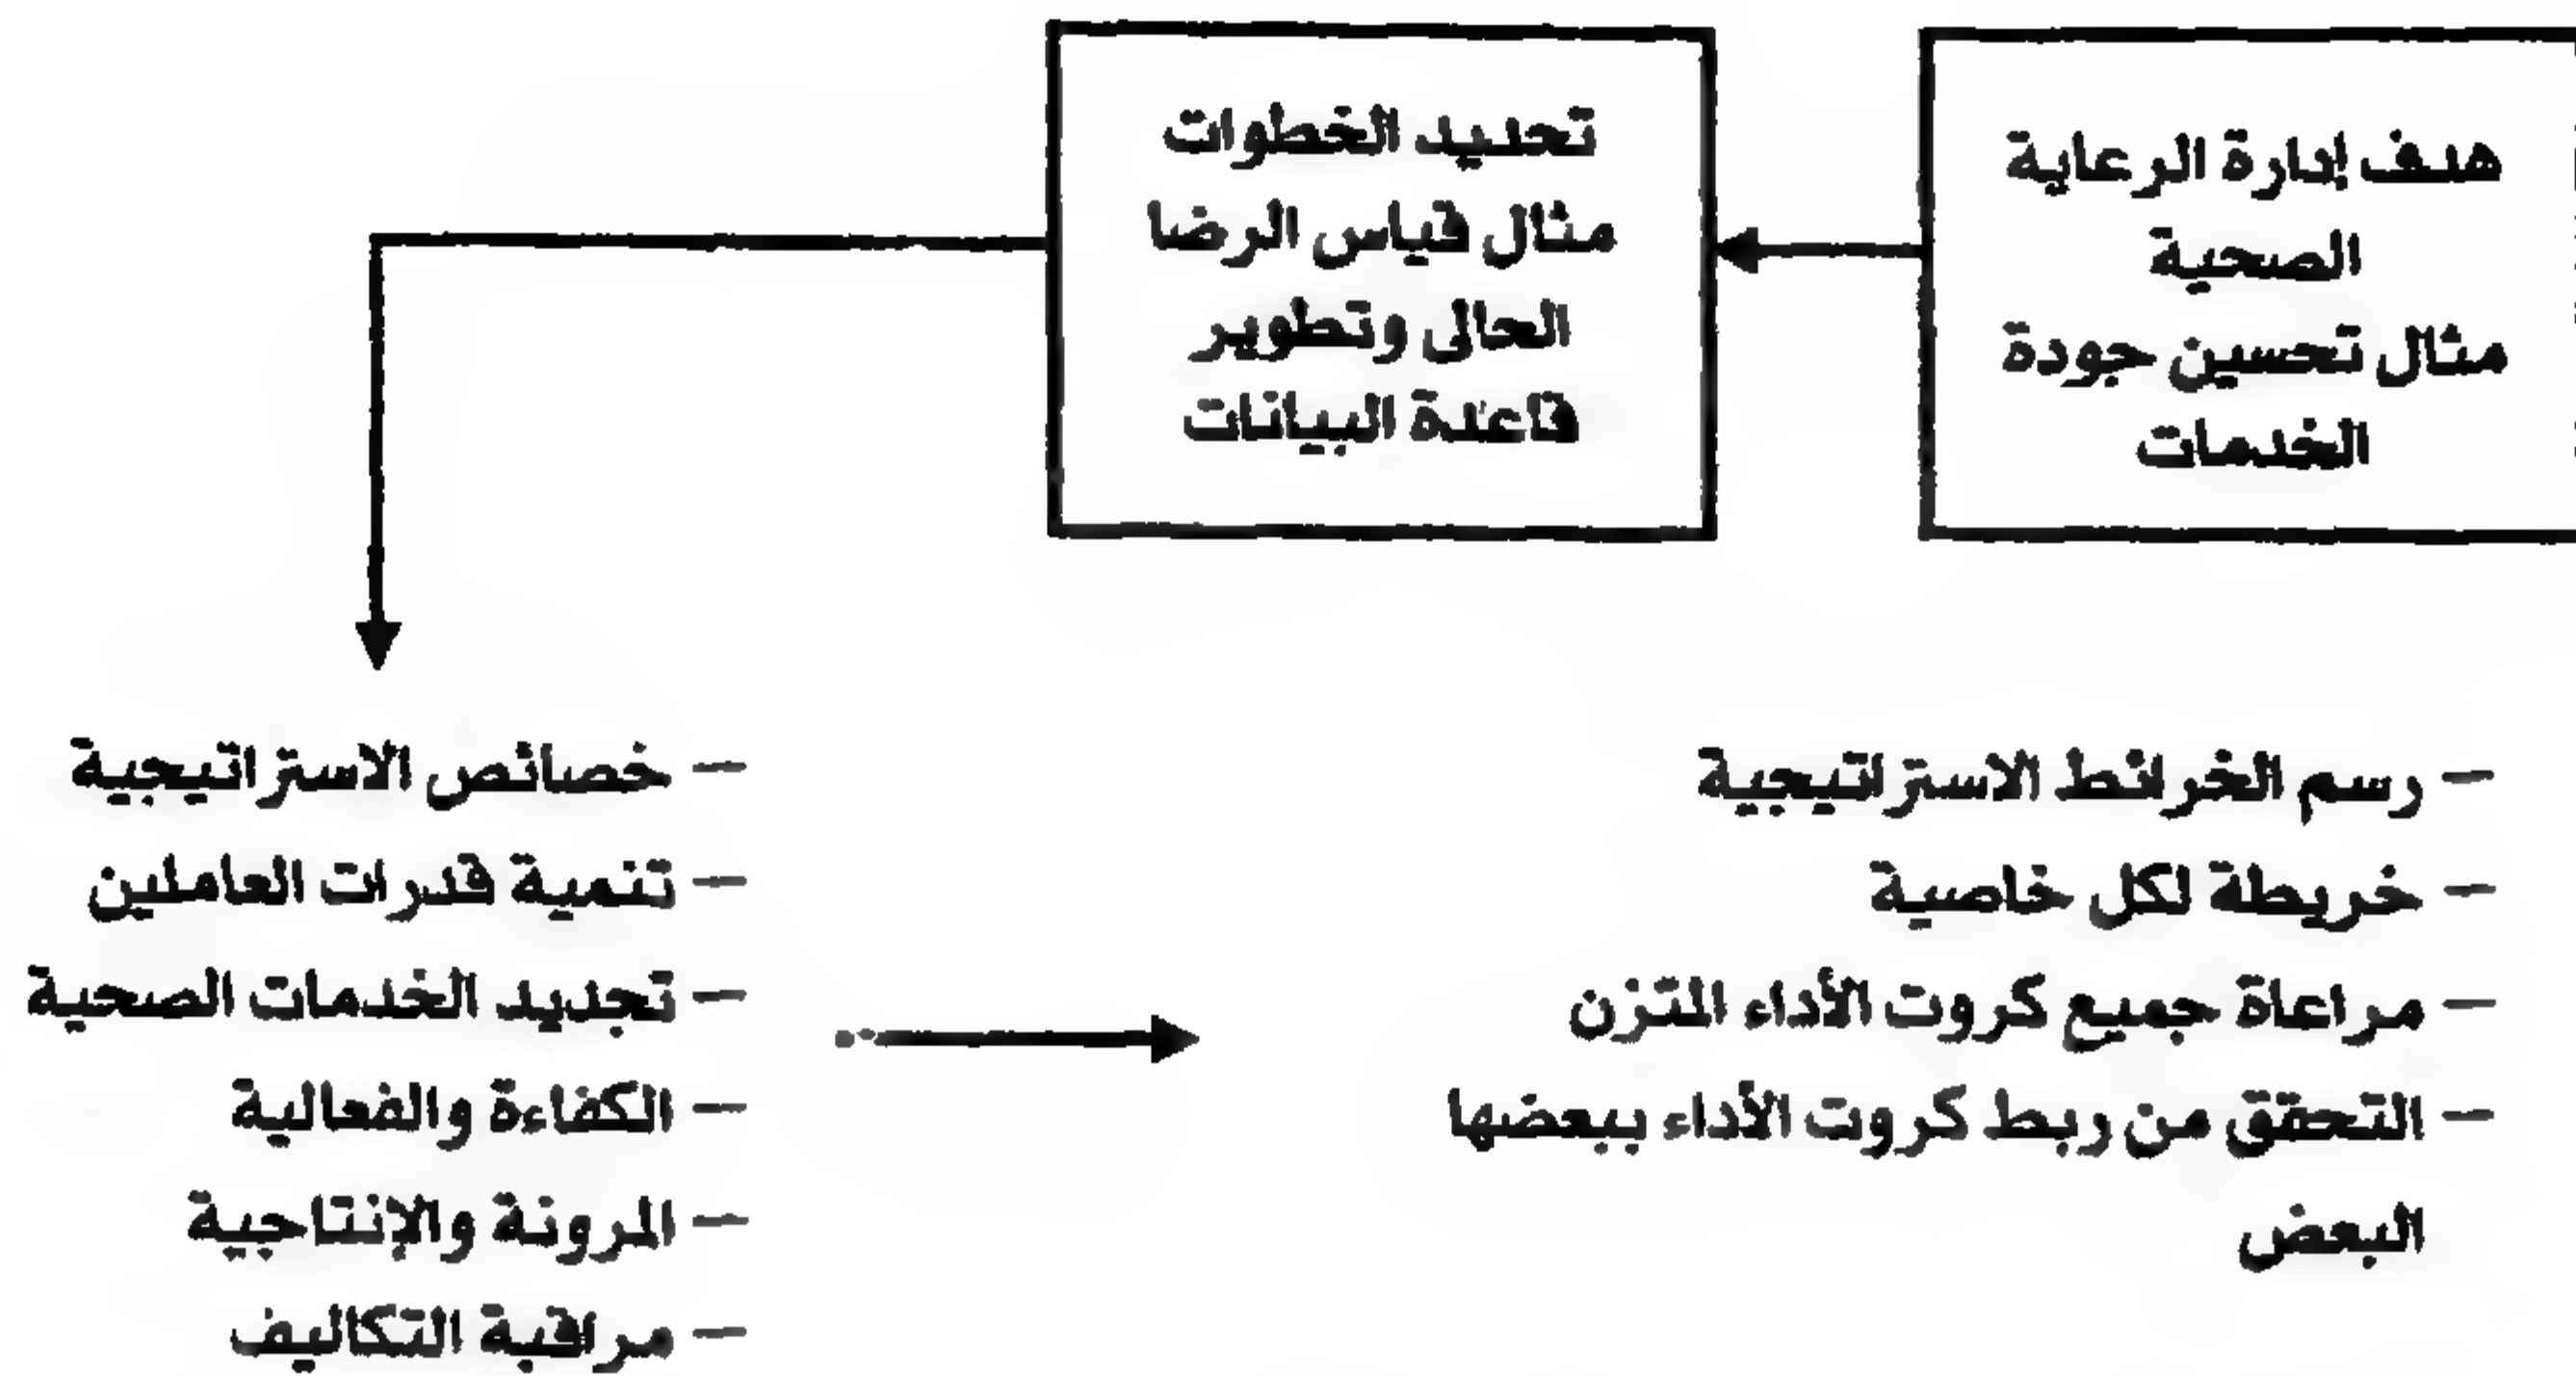 هدف إدارة الرعاية
الصحية
مثال تحسين جودة
الخدمات
تحديد الخطوات
مثال قياس الرضا
الحالى وتطوير
قاعدة البيانات
– خصائص الاستراتيجية
– تنمية قدرات العاملين
– تجديد الخدمات الصحية
– الكفاءة والفعالية
– المرونة والإنتاجية
– مراقبة التكاليف
– رسم الخرائط الاستراتيجية
– خريطة لكل خاصية
– مراعاة جميع كروت الأداء المتزن
– التحقق من ربط كروت الأداء ببعضها
البعض